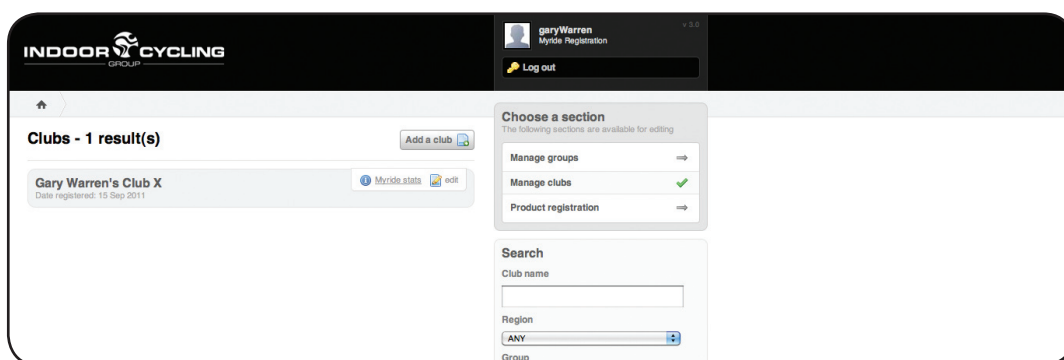 INDOOR CYCLING
GROUP
garyWarren
v 3.0
Myride Registration
Log out
Clubs - 1 result(s)
Add a club
Gary Warren's Club X
Date registered: 15 Sep 2011
Myride stats
edit
Choose a section
The following sections are available for editing
Manage groups
Manage clubs
Product registration
Search
Club name
Region
ANY
Group